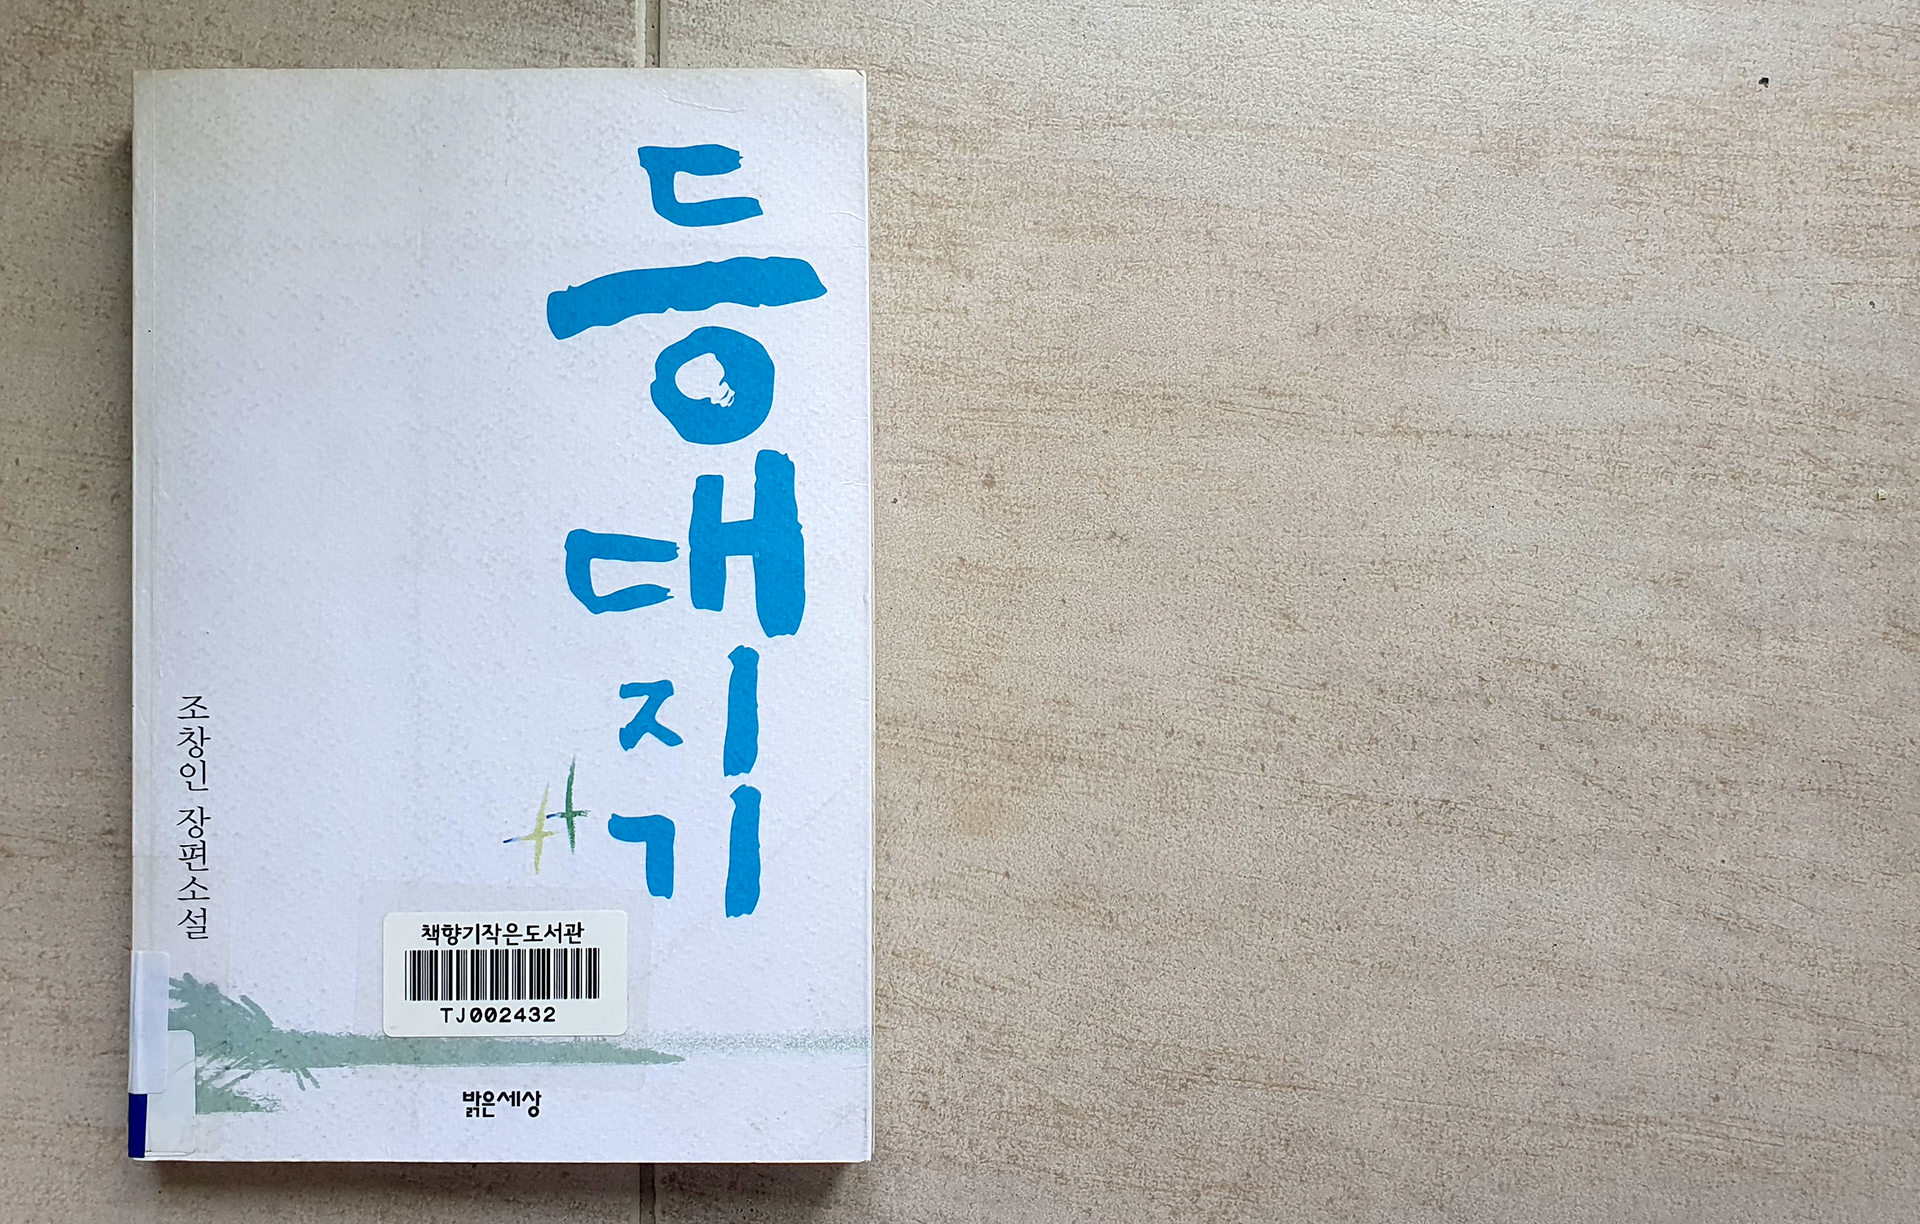 등대지기
조창인 장편소설
책향기작은도서관
TJ002432
밝은세상